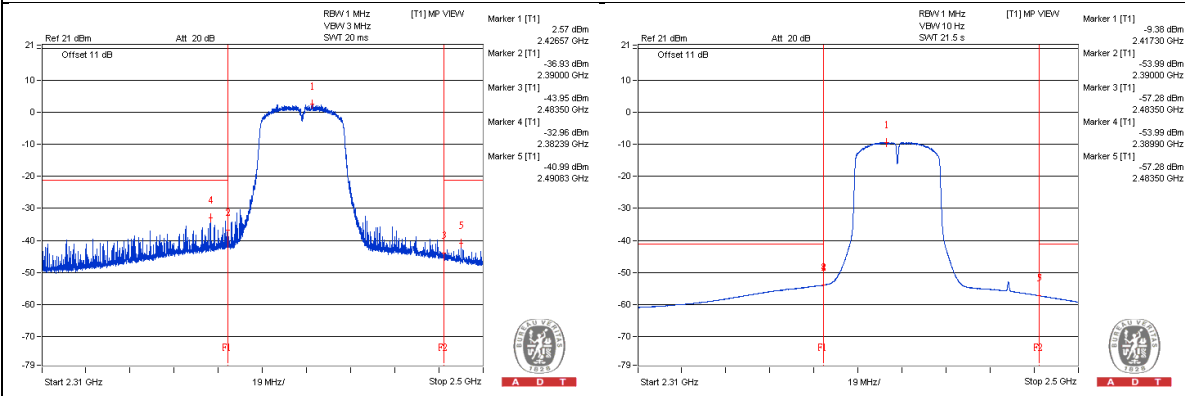 RBW 1 MHz
VBW 3 MHz
SWT 20 ms
[T1] MP VIEW
Ref 21 dBm
Att 20 dB
Offset 11 dB
Marker 1 [T1]
2.57 dBm
2.42657 GHz
Marker 2 [T1]
-36.93 dBm
2.39000 GHz
Marker 3 [T1]
-43.95 dBm
2.48350 GHz
Marker 4 [T1]
-32.96 dBm
2.38239 GHz
Marker 5 [T1]
-40.99 dBm
2.49083 GHz
21
10
0
-10
-20
-30
-40
-50
-60
-70
-79
1
4
2
3
5
F1
F2
Start 2.31 GHz
19 MHz/
Stop 2.5 GHz
BUREAU VERITAS
1828
A D T
RBW 1 MHz
VBW 10 Hz
SWT 21.5 s
[T1] MP VIEW
Ref 21 dBm
Att 20 dB
Offset 11 dB
Marker 1 [T1]
-9.38 dBm
2.41730 GHz
Marker 2 [T1]
-53.99 dBm
2.39000 GHz
Marker 3 [T1]
-57.28 dBm
2.48350 GHz
Marker 4 [T1]
-53.99 dBm
2.38990 GHz
Marker 5 [T1]
-57.28 dBm
2.48350 GHz
21
10
0
-10
-20
-30
-40
-50
-60
-70
-79
1
F1
F2
Start 2.31 GHz
19 MHz/
Stop 2.5 GHz
BUREAU VERITAS
1828
A D T